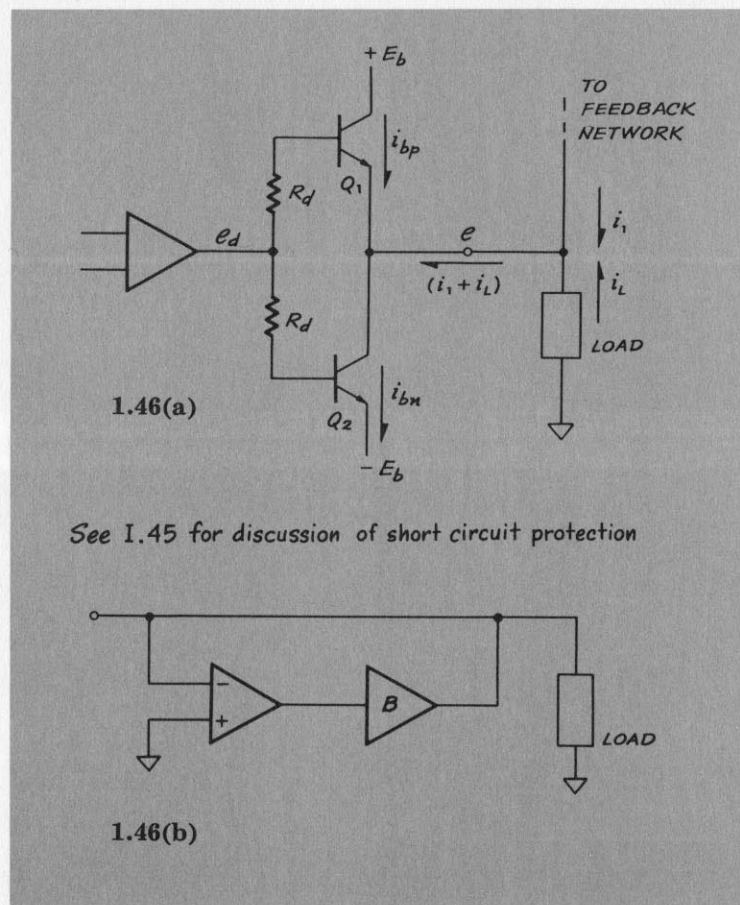 + E_b
TO
FEEDBACK
NETWORK
i_bp
Q_1
R_d
e_d
e
i_1
(i_1 + i_L)
i_L
R_d
LOAD
1.46(a)
Q_2
i_bn
− E_b
See I.45 for discussion of short circuit protection
−
B
+
LOAD
1.46(b)